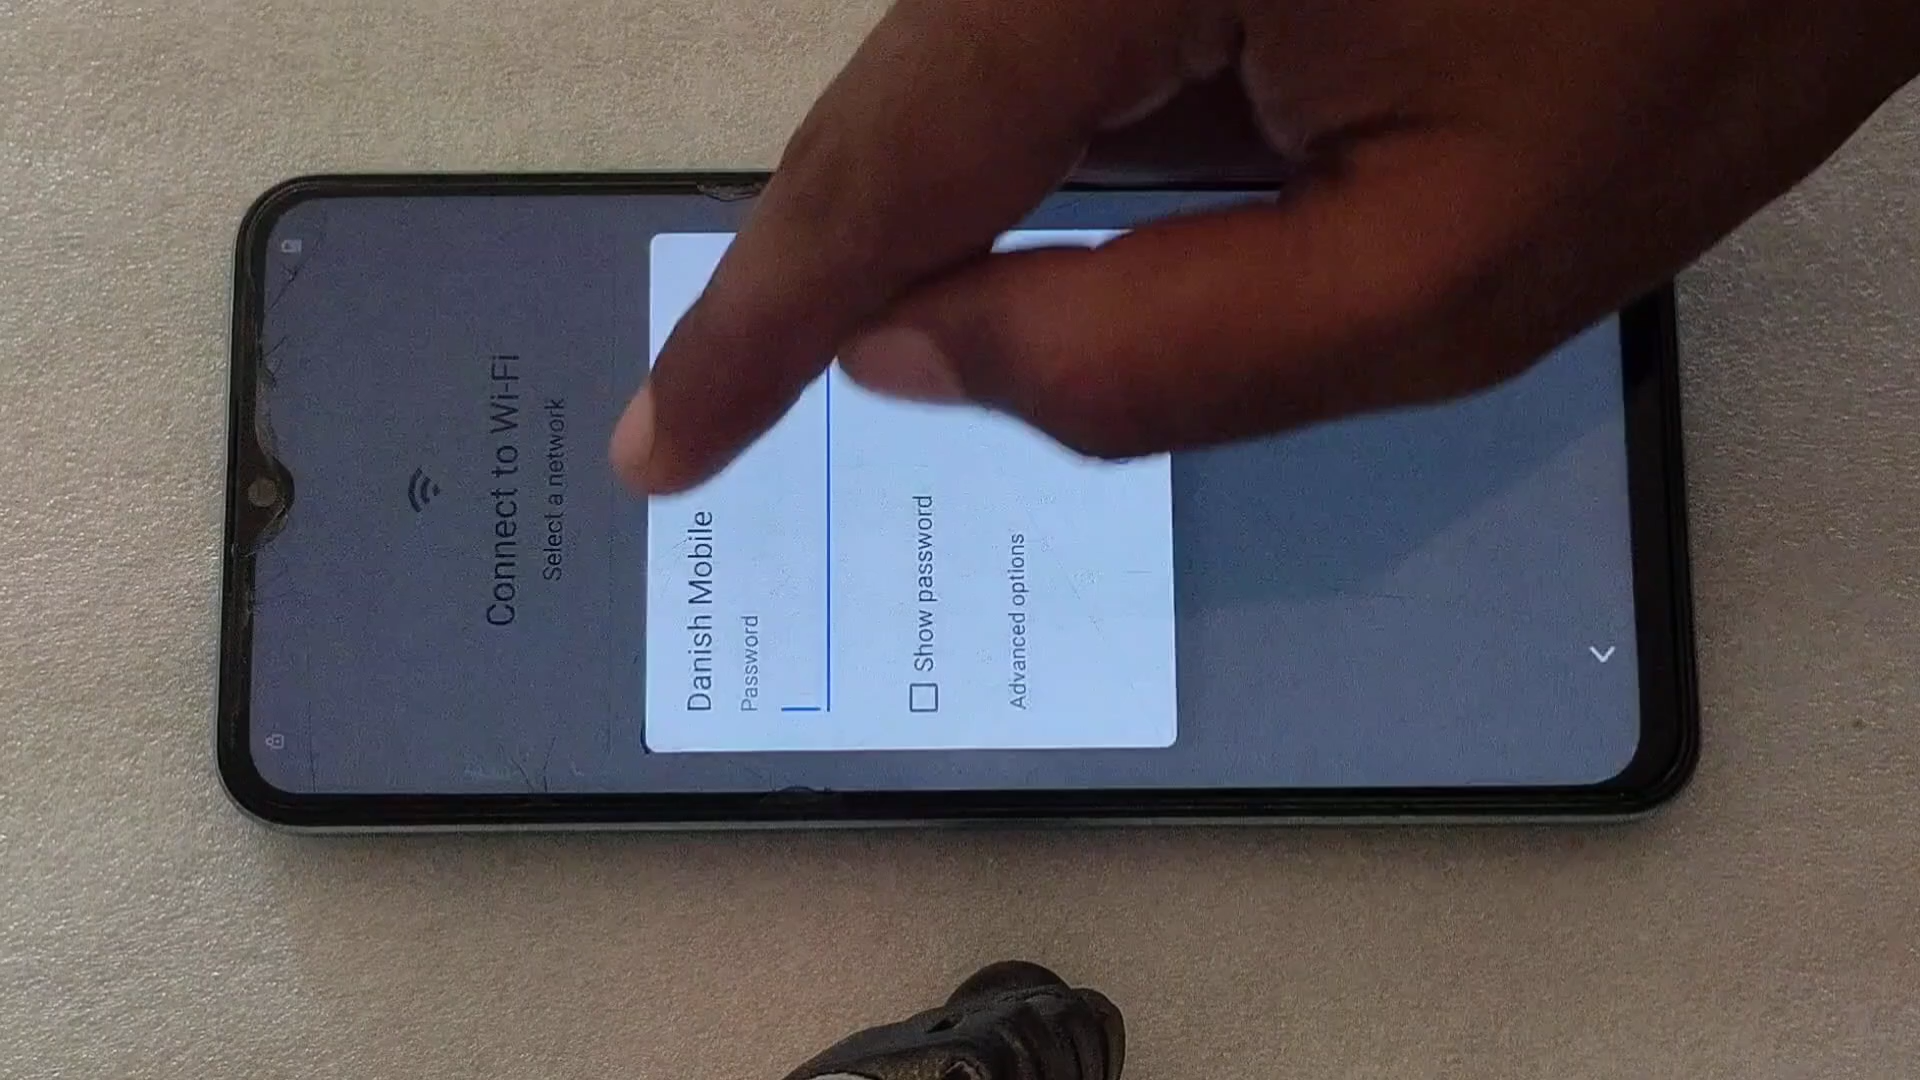 Connect to Wi-Fi
Select a network
Danish Mobile
Password
Show password
Advanced options